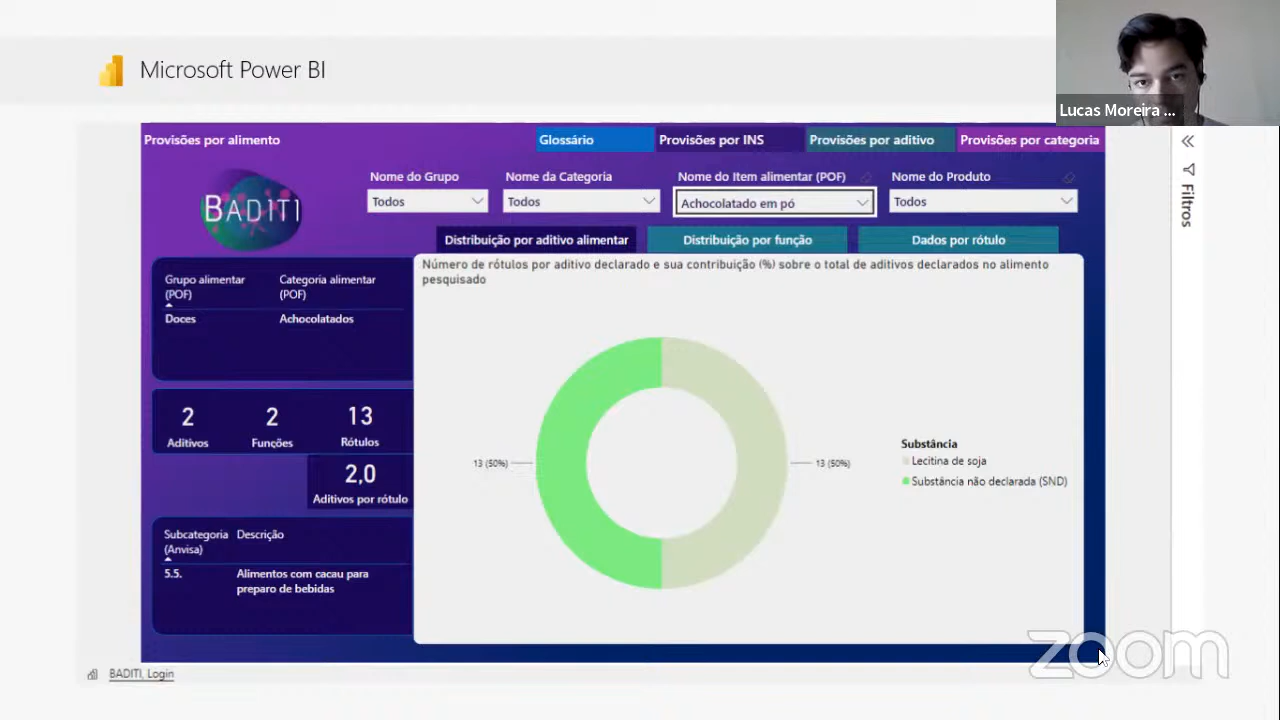 Microsoft Power BI
Lucas Moreira ...
Provisões por alimento
Glossário
Provisões por INS
Provisões por aditivo
Provisões por categoria
Nome do Grupo
Nome da Categoria
Nome do Item alimentar (POF)
Nome do Produto
Todos
Todos
Achocolatado em pó
Todos
Filtros
BADITI
Distribuição por aditivo alimentar
Distribuição por função
Dados por rótulo
Grupo alimentar
(POF)
Categoria alimentar
(POF)
Doces
Achocolatados
2
Aditivos
2
Funções
13
Rótulos
2,0
Aditivos por rótulo
Subcategoria
(Anvisa)
Descrição
5.5.
Alimentos com cacau para
preparo de bebidas
Número de rótulos por aditivo declarado e sua contribuição (%) sobre o total de aditivos declarados no alimento
pesquisado
13 (50%)
13 (50%)
Substância
Lecitina de soja
Substância não declarada (SND)
BADITI, Login
zoom